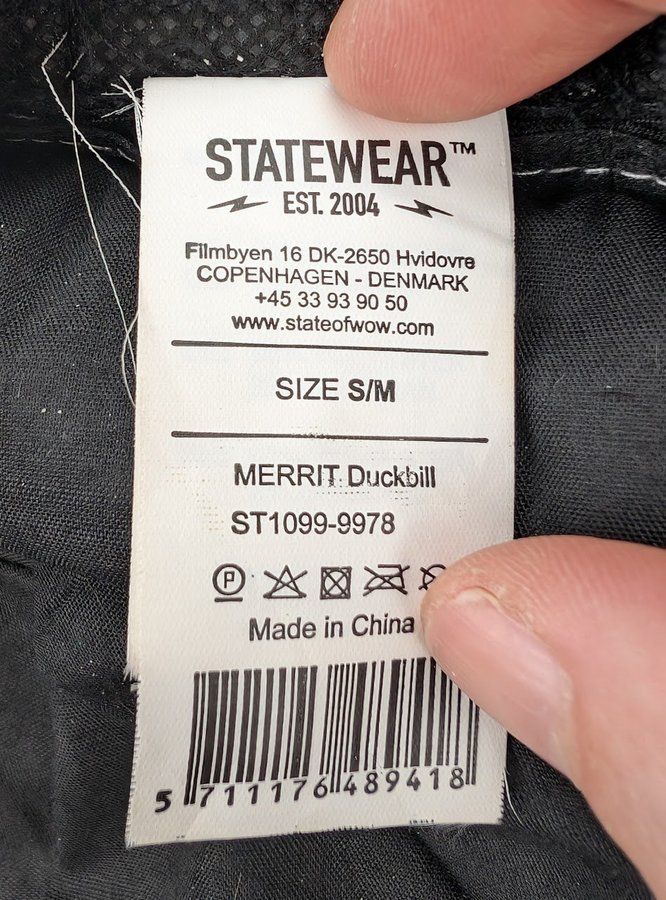 STATEWEAR™
EST. 2004
Filmbyen 16 DK-2650 Hvidovre
COPENHAGEN - DENMARK
+45 33 93 90 50
www.stateofwow.com
SIZE S/M
MERRIT Duckbill
ST1099-9978
P
Made in China
5 711176 489418